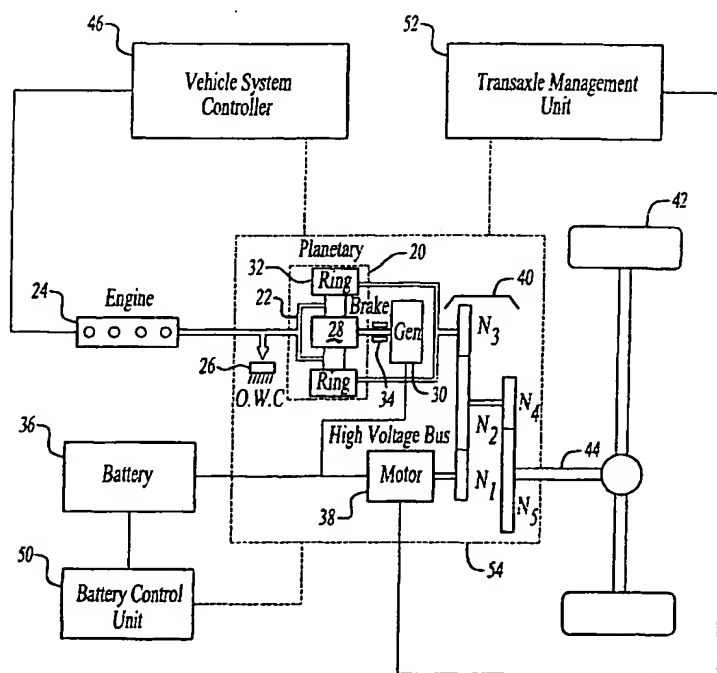 46
52
Vehicle System
Controller
Transaxle Management
Unit
42
Planetary
20
32
Ring
40
Engine
22
Brake
24
28
Gen
N3
26
O.W.C
Ring
34
30
N4
36
High Voltage Bus
N2
44
Battery
Motor
N1
38
N5
50
54
Battery Control
Unit